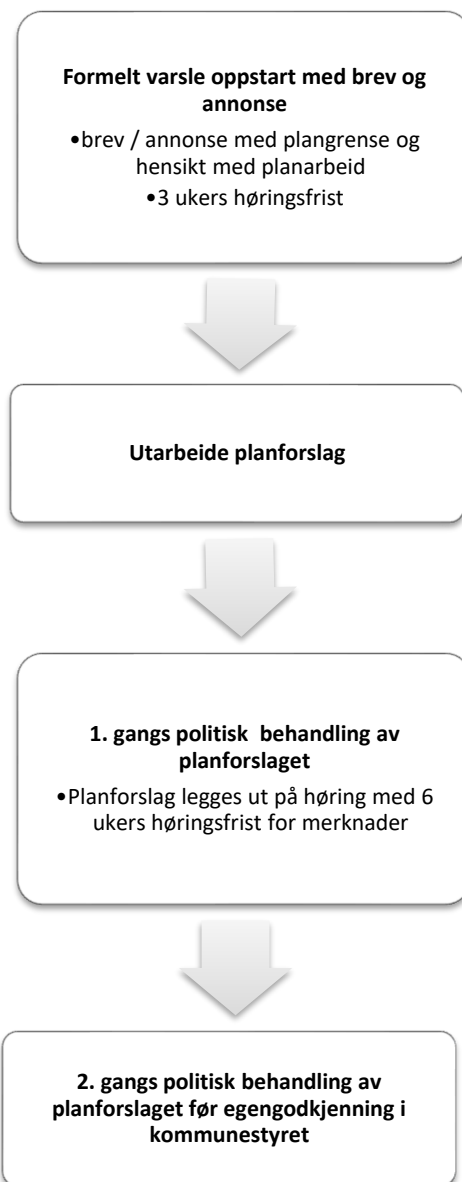 Formelt varsle oppstart med brev og
annonse
•brev / annonse med plangrense og
hensikt med planarbeid
•3 ukers høringsfrist
Utarbeide planforslag
1. gangs politisk  behandling av
planforslaget
•Planforslag legges ut på høring med 6
ukers høringsfrist for merknader
2. gangs politisk behandling av
planforslaget før egengodkjenning i
kommunestyret